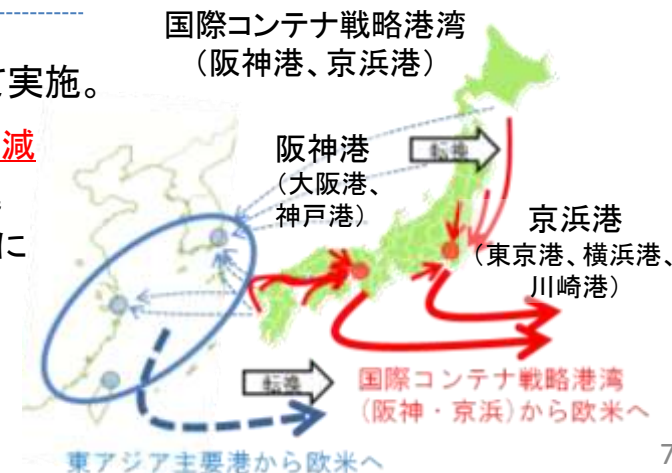 国際コンテナ戦略港湾
（阪神港、京浜港）
て実施。
減
に
阪神港
（大阪港、
神戸港）
転換
京浜港
（東京港、横浜港、
川崎港）
転換
国際コンテナ戦略港湾
（阪神・京浜）から欧米へ
東アジア主要港から欧米へ
7